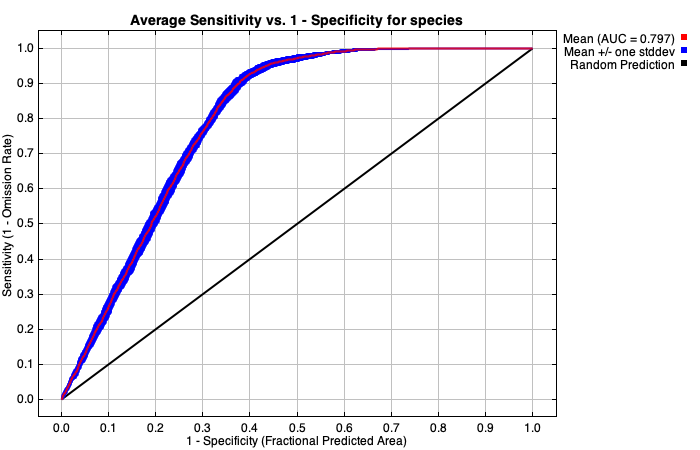 Average Sensitivity vs. 1 - Specificity for species
Mean (AUC = 0.797)
Mean +/- one stddev
Random Prediction
Sensitivity (1 - Omission Rate)
1.0
0.9
0.8
0.7
0.6
0.5
0.4
0.3
0.2
0.1
0.0
0.0 0.1 0.2 0.3 0.4 0.5 0.6 0.7 0.8 0.9 1.0
1 - Specificity (Fractional Predicted Area)